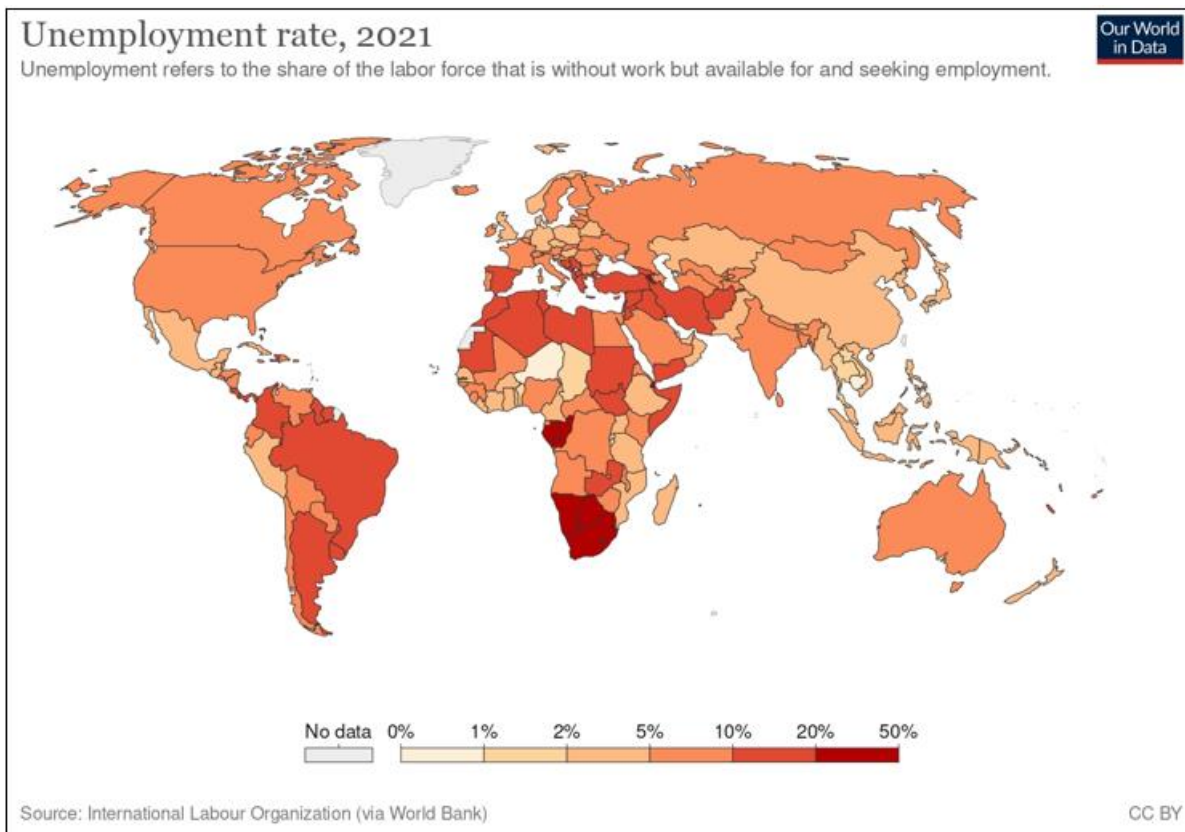 Unemployment rate, 2021
Our World
in Data
Unemployment refers to the share of the labor force that is without work but available for and seeking employment.
No data 0% 1% 2% 5% 10% 20% 50%
Source: International Labour Organization (via World Bank) CC BY